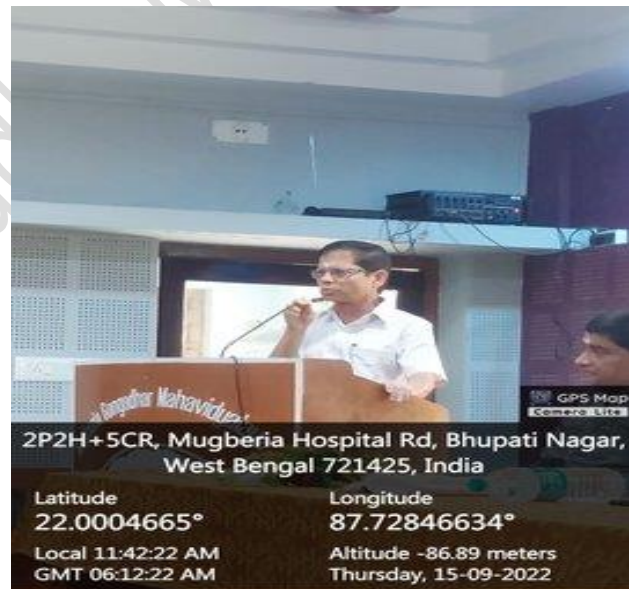 Gangadhar Mahavidyalaya
GPS Map
Camera Lite
2P2H+5CR, Mugberia Hospital Rd, Bhupati Nagar,
West Bengal 721425, India
Latitude
22.0004665°
Longitude
87.72846634°
Local 11:42:22 AM
GMT 06:12:22 AM
Altitude -86.89 meters
Thursday, 15-09-2022